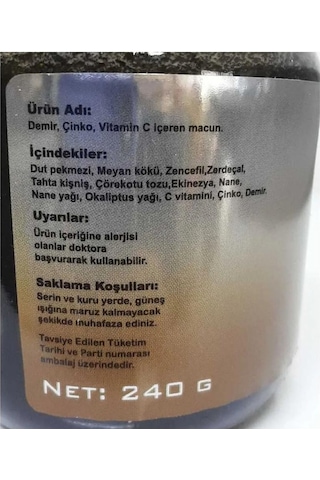 Ürün Adı:
Demir, Çinko, Vitamin C içeren macun.
İçindekiler:
Dut pekmezi, Meyan kökü, Zencefil,Zerdeçal,
Tahta kişniş, Çörekotu tozu,Ekinezya, Nane,
Nane yağı, Okaliptus yağı, C vitamini, Çinko, Demir.
Uyarılar:
Ürün içeriğine alerjisi
olanlar doktora
başvurarak kullanabilir.
Saklama Koşulları:
Serin ve kuru yerde, güneş
ışığına maruz kalmayacak
şekilde muhafaza ediniz.
Tavsiye Edilen Tüketim
Tarihi ve Parti numarası
ambalaj üzerindedir.
NET: 240 G